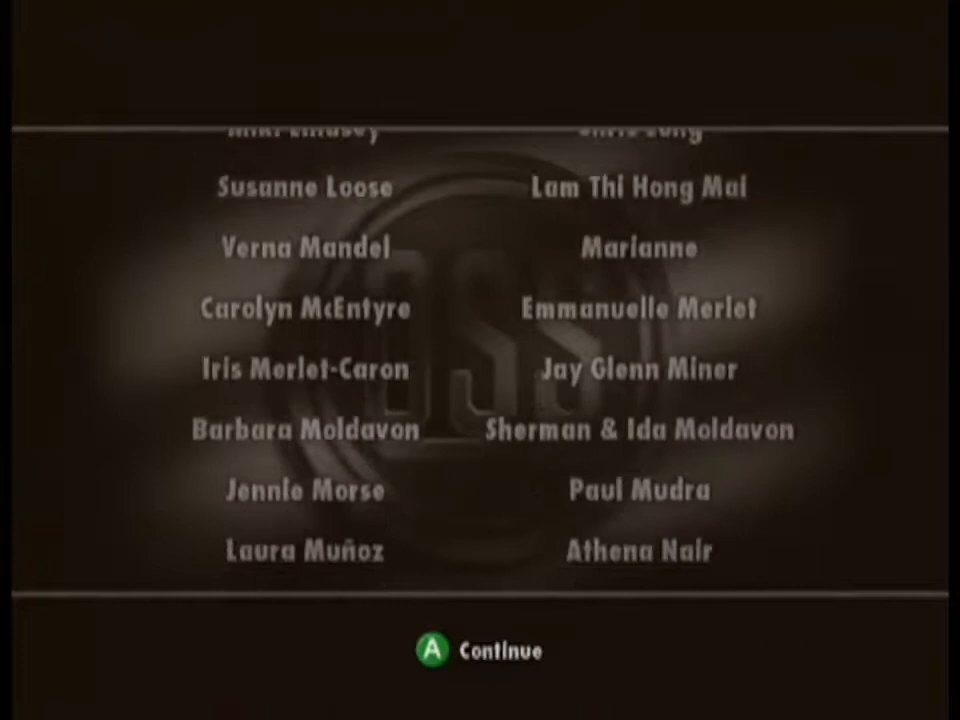 Susanne Loose Lam Thi Hong Mai
Verna Mandel Marianne
Carolyn McEntyre Emmanuelle Merlet
Iris Merlet-Caron Jay Glenn Miner
OSS
Barbara Moldavon Sherman & Ida Moldavon
Jennie Morse Paul Mudra
Laura Muñoz Athena Nair
A Continue